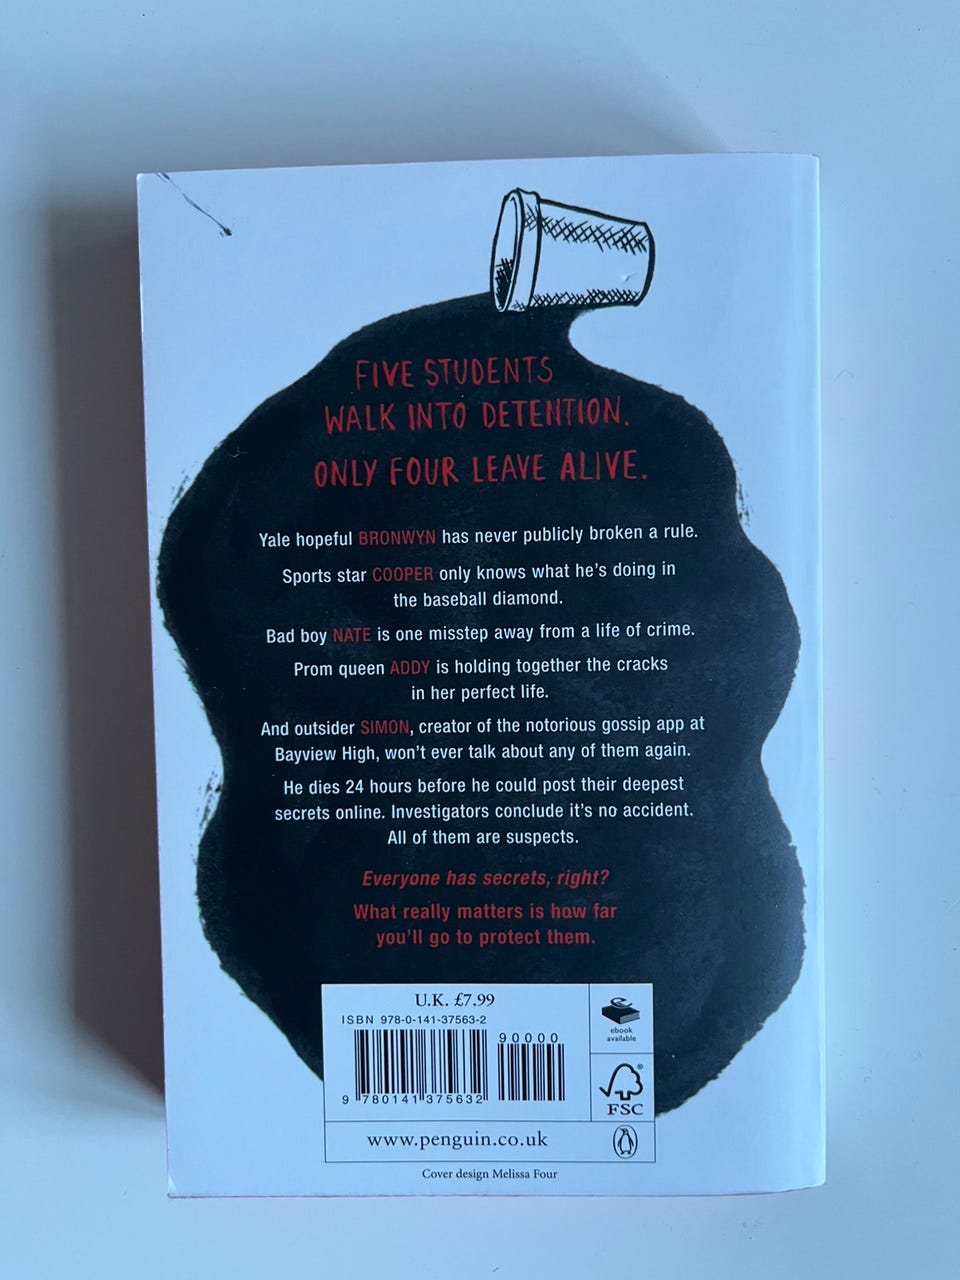 FIVE STUDENTS
WALK INTO DETENTION.
ONLY FOUR LEAVE ALIVE.
Yale hopeful BRONWYN has never publicly broken a rule.
Sports star COOPER only knows what he's doing in
the baseball diamond.
Bad boy NATE is one misstep away from a life of crime.
Prom queen ADDY is holding together the cracks
in her perfect life.
And outsider SIMON, creator of the notorious gossip app at
Bayview High, won't ever talk about any of them again.
He dies 24 hours before he could post their deepest
secrets online. Investigators conclude it's no accident.
All of them are suspects.
Everyone has secrets, right?
What really matters is how far
you'll go to protect them.
U.K. £7.99
ISBN 978-0-141-37563-2
90000
9 780141 375632
ebook
available
FSC®
www.penguin.co.uk
Cover design Melissa Four